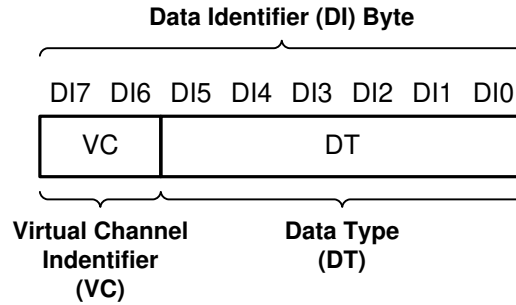 Data Identifier (DI) Byte
DI7 DI6 DI5 DI4 DI3 DI2 DI1 DI0
VC DT
Virtual Channel Data Type
Indentifier (DT)
(VC)